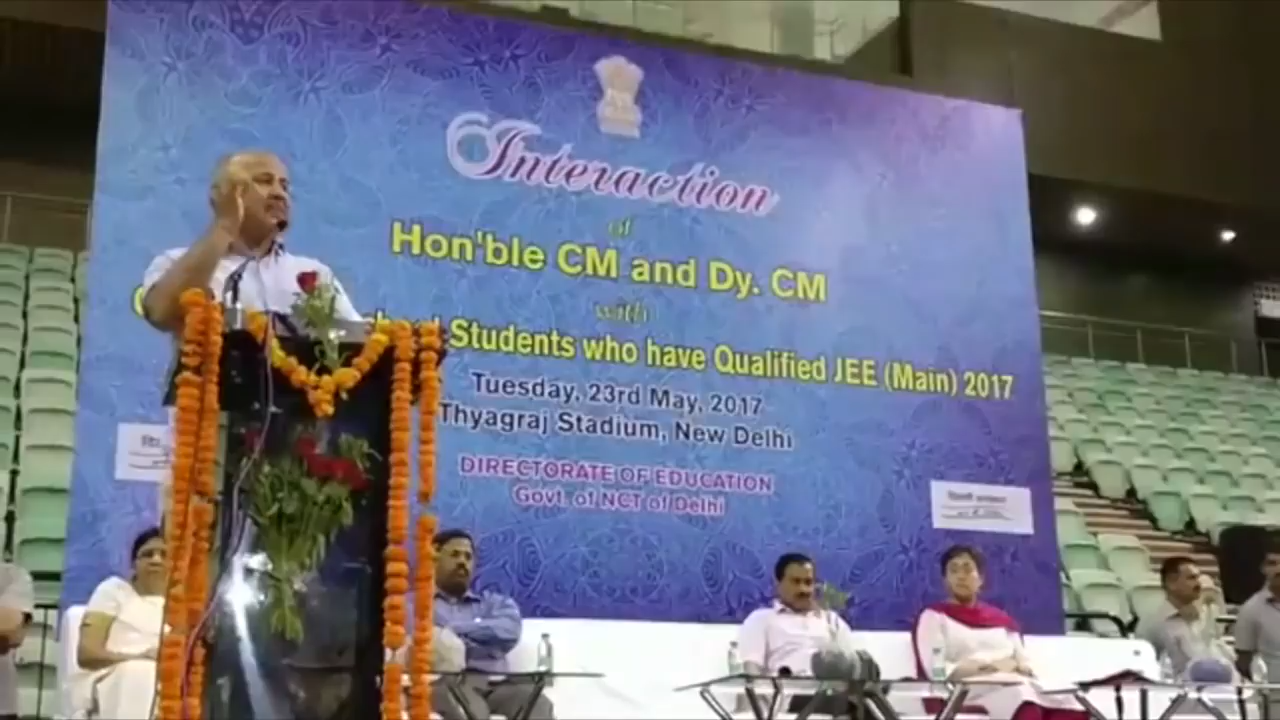 Interaction
of
Hon'ble CM and Dy. CM
with
Students who have Qualified JEE (Main) 2017
Tuesday, 23rd May, 2017
Thyagraj Stadium, New Delhi
DIRECTORATE OF EDUCATION
Govt. of NCT of Delhi